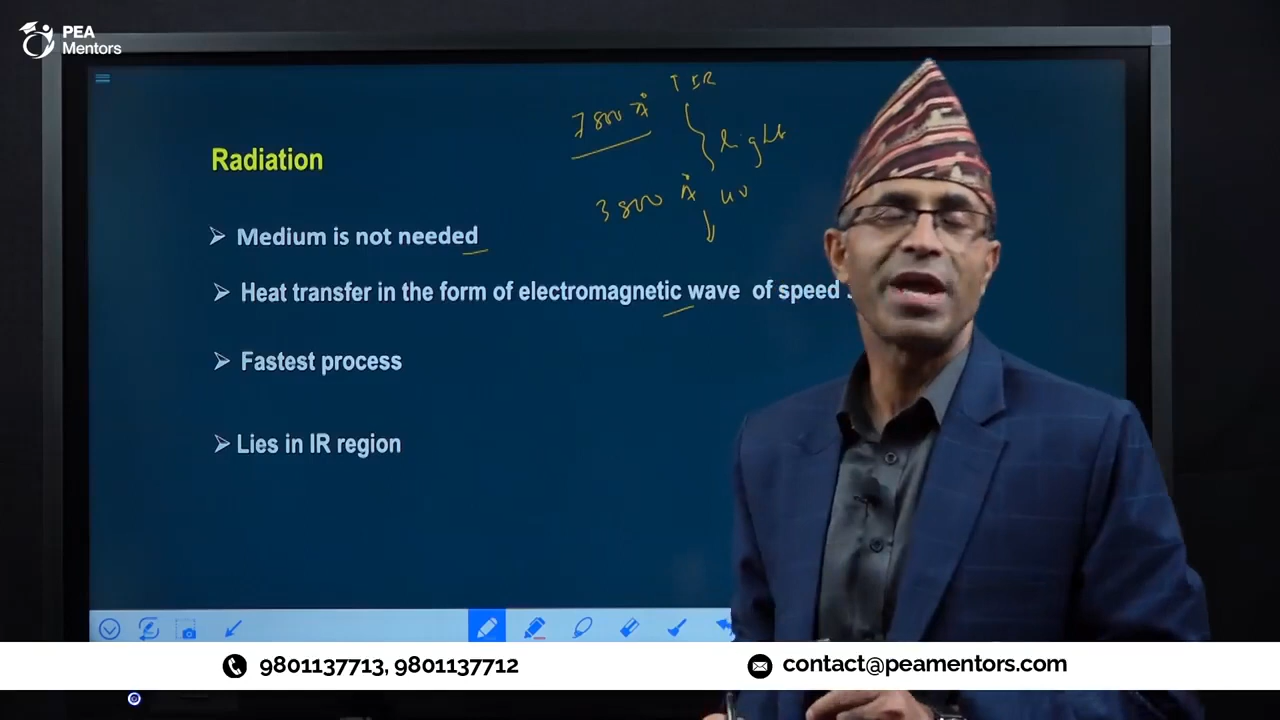 PEA
Mentors
↑ IR
7800 Å
light
3800 Å UV
Radiation
➢ Medium is not needed
➢ Heat transfer in the form of electromagnetic wave of speed
➢ Fastest process
➢ Lies in IR region
9801137713, 9801137712
contact@peamentors.com